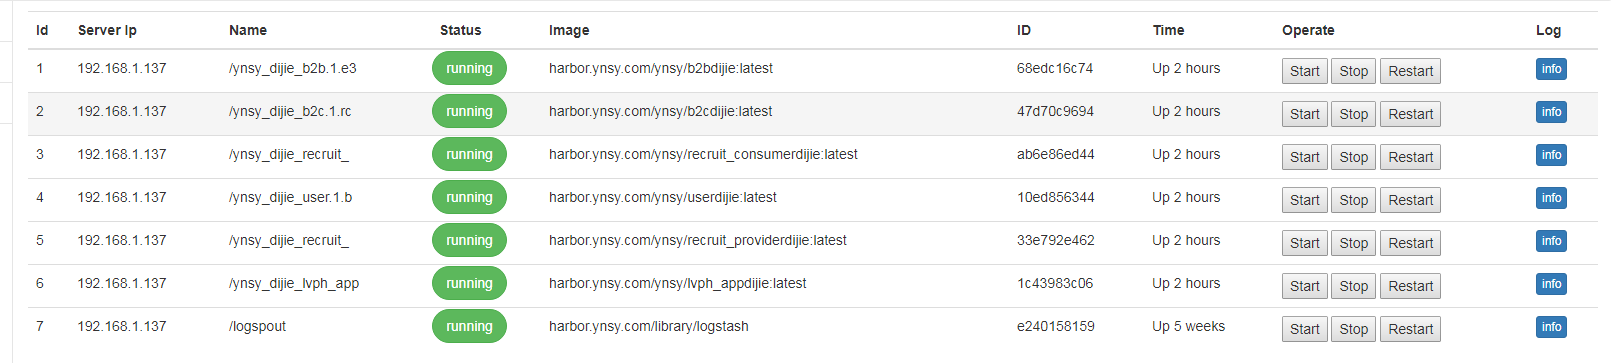 Id Server Ip Name Status Image ID Time Operate Log
1 192.168.1.137 /ynsy_dijie_b2b.1.e3 running harbor.ynsy.com/ynsy/b2bdijie:latest 68edc16c74 Up 2 hours Start Stop Restart info
2 192.168.1.137 /ynsy_dijie_b2c.1.rc running harbor.ynsy.com/ynsy/b2cdijie:latest 47d70c9694 Up 2 hours Start Stop Restart info
3 192.168.1.137 /ynsy_dijie_recruit_ running harbor.ynsy.com/ynsy/recruit_consumerdijie:latest ab6e86ed44 Up 2 hours Start Stop Restart info
4 192.168.1.137 /ynsy_dijie_user.1.b running harbor.ynsy.com/ynsy/userdijie:latest 10ed856344 Up 2 hours Start Stop Restart info
5 192.168.1.137 /ynsy_dijie_recruit_ running harbor.ynsy.com/ynsy/recruit_providerdijie:latest 33e792e462 Up 2 hours Start Stop Restart info
6 192.168.1.137 /ynsy_dijie_lvph_app running harbor.ynsy.com/ynsy/lvph_appdijie:latest 1c43983c06 Up 2 hours Start Stop Restart info
7 192.168.1.137 /logspout running harbor.ynsy.com/library/logstash e240158159 Up 5 weeks Start Stop Restart info